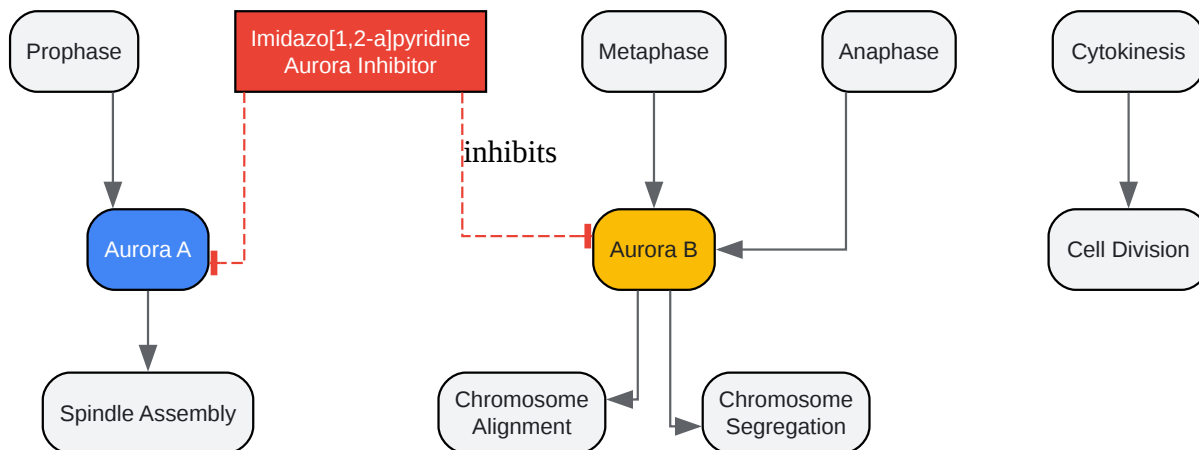 Prophase
Imidazo[1,2-a]pyridine
Aurora Inhibitor
Metaphase
Anaphase
Cytokinesis
inhibits
Aurora A
Aurora B
Cell Division
Spindle Assembly
Chromosome
Alignment
Chromosome
Segregation